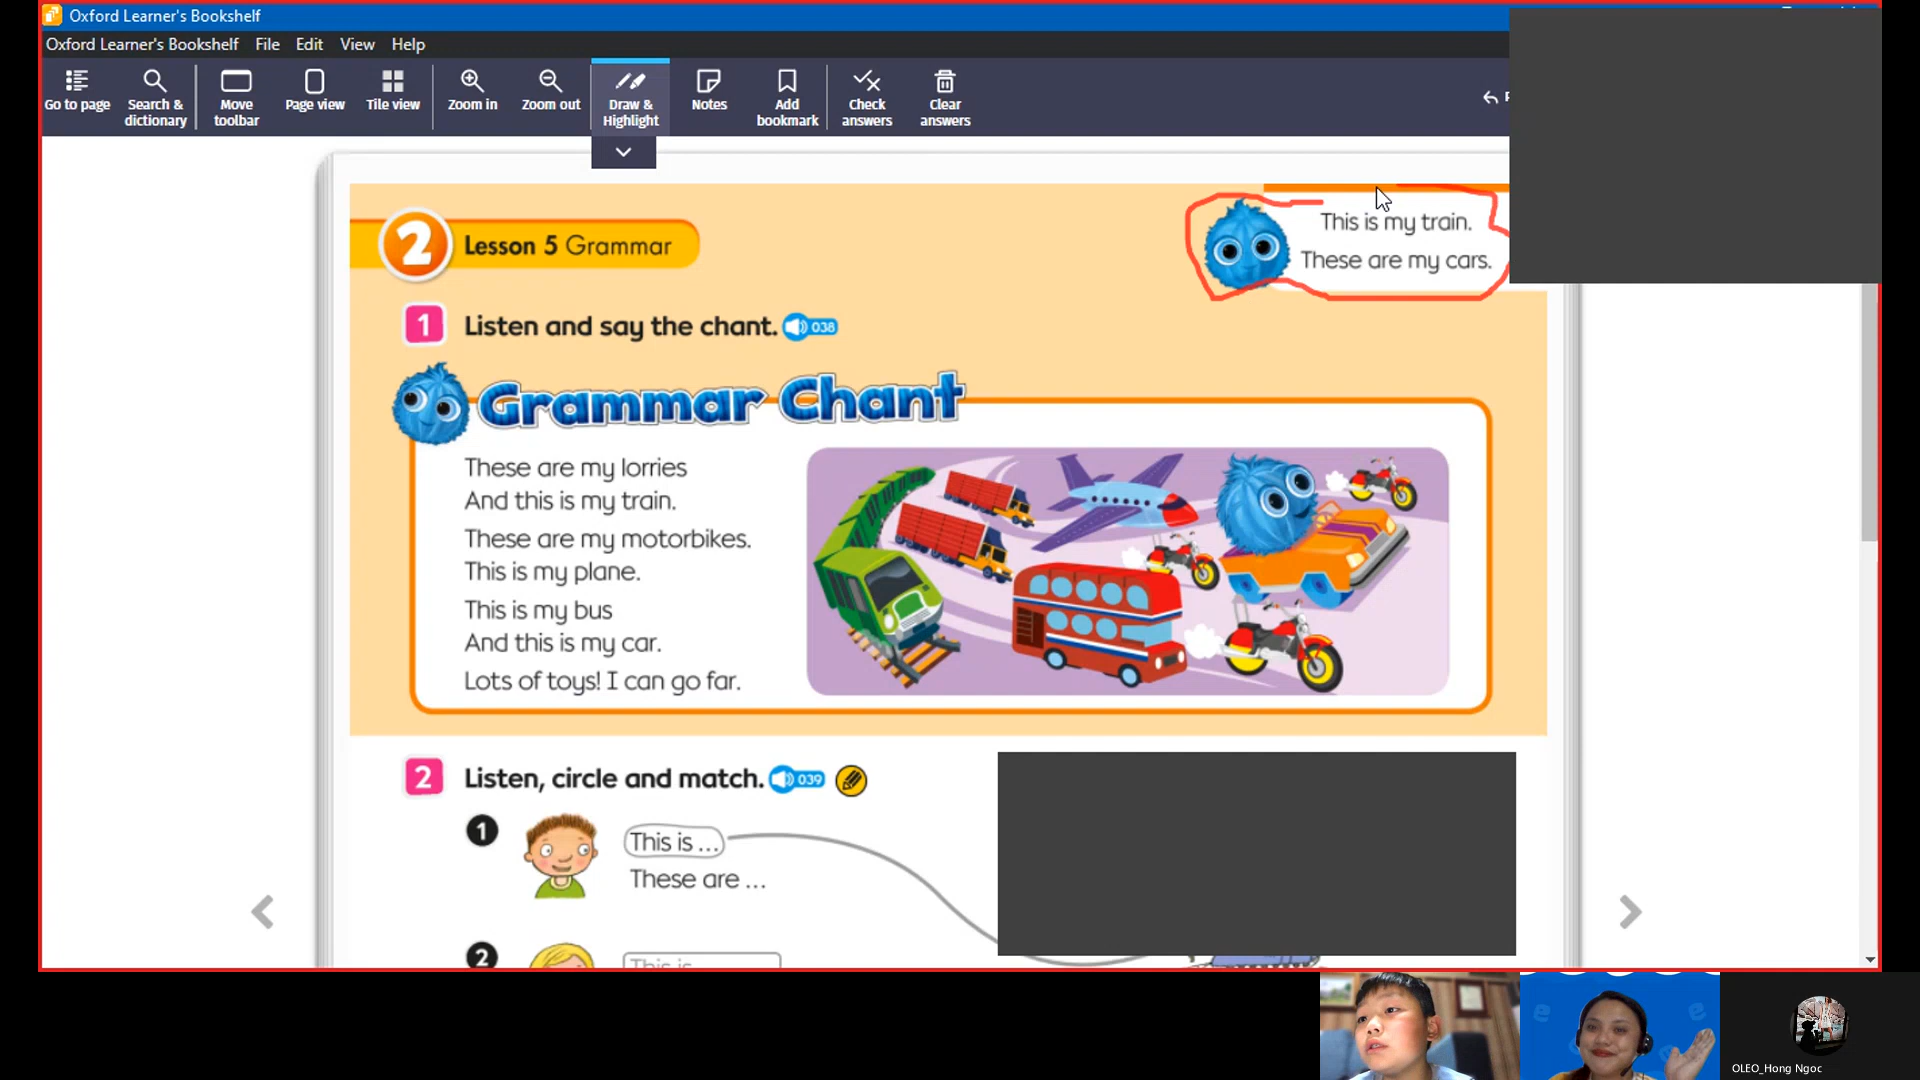 Oxford Learner's Bookshelf
Oxford Learner's Bookshelf File Edit View Help
Go to page
Search & dictionary
Move toolbar
Page view
Tile view
Zoom in
Zoom out
Draw & Highlight
Notes
Add bookmark
Check answers
Clear answers
This is my train.
These are my cars.
2 Lesson 5 Grammar
1 Listen and say the chant. 038
Grammar Chant
These are my lorries
And this is my train.
These are my motorbikes.
This is my plane.
This is my bus
And this is my car.
Lots of toys! I can go far.
2 Listen, circle and match. 039
1 This is ...
These are ...
2 This is
OLEO_Hong Ngoc